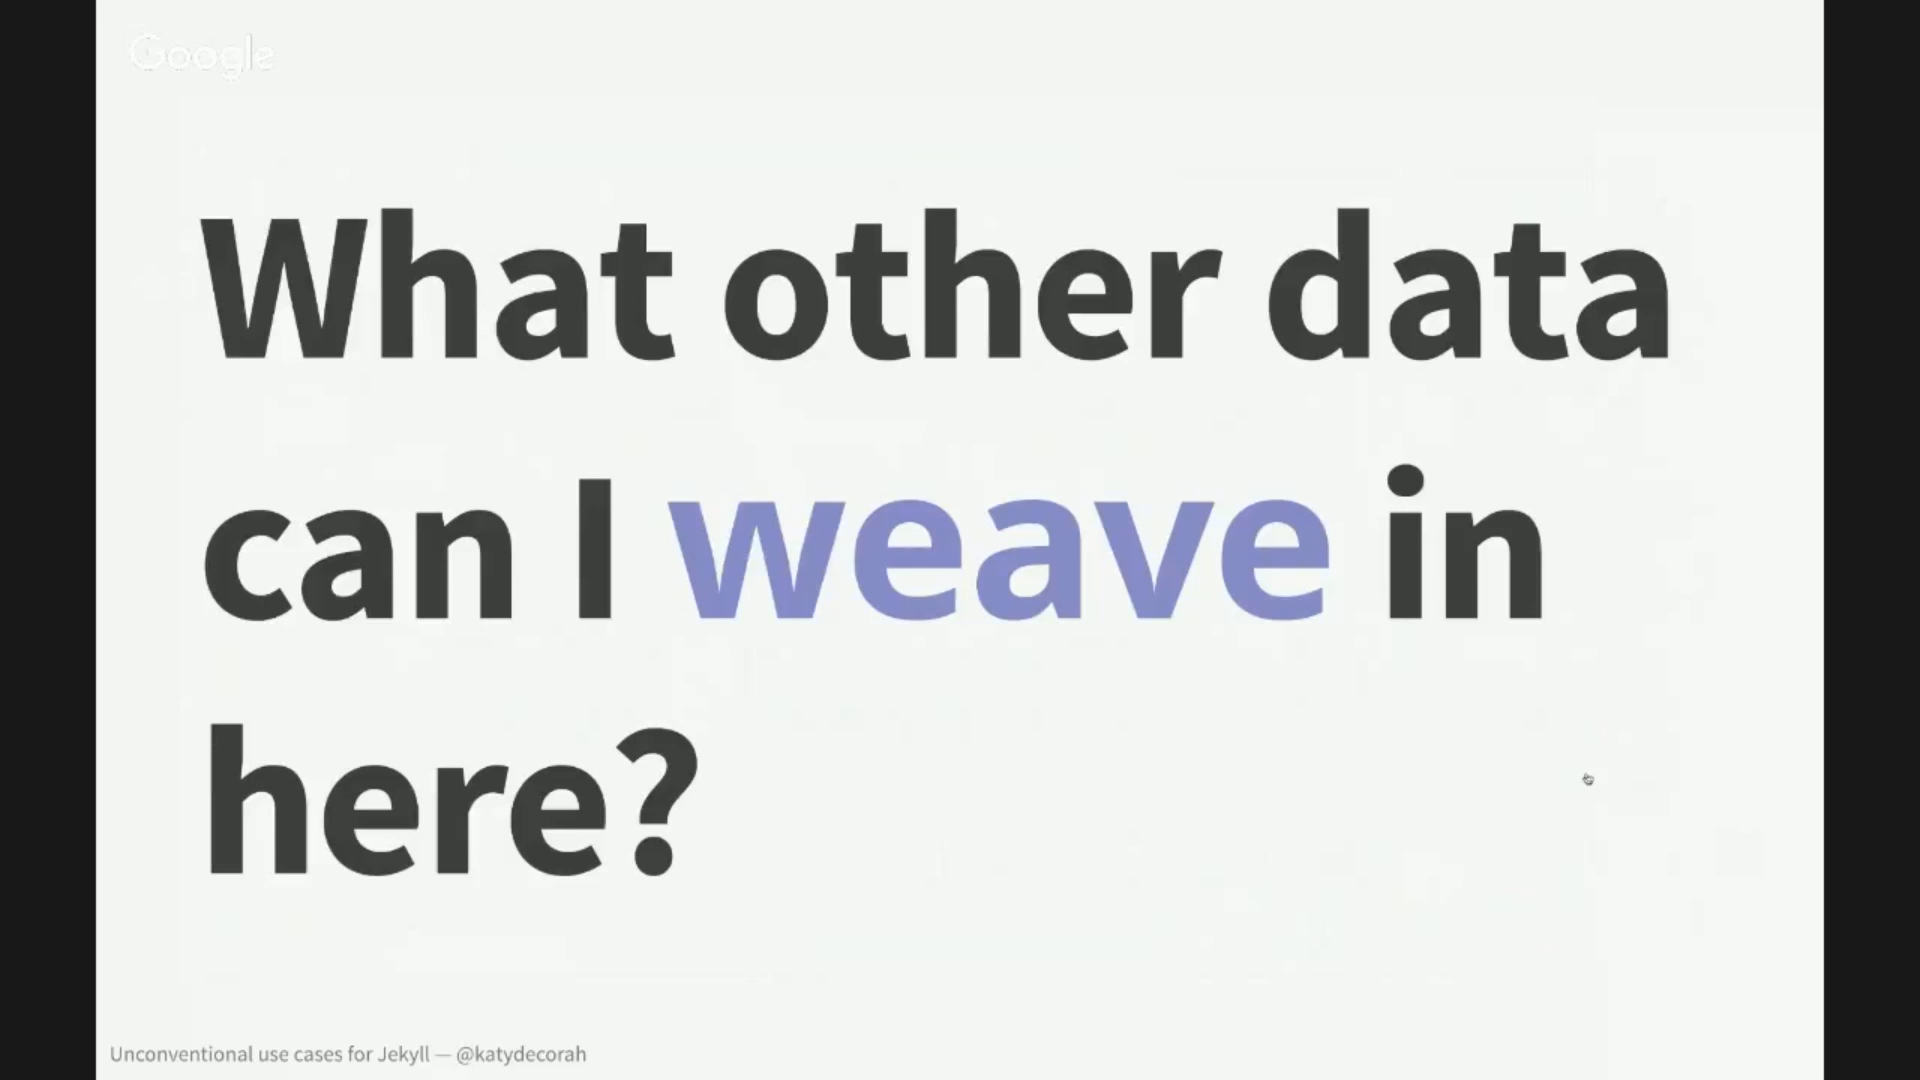 Google
What other data
can I weave in
here?
Unconventional use cases for Jekyll — @katydecorah